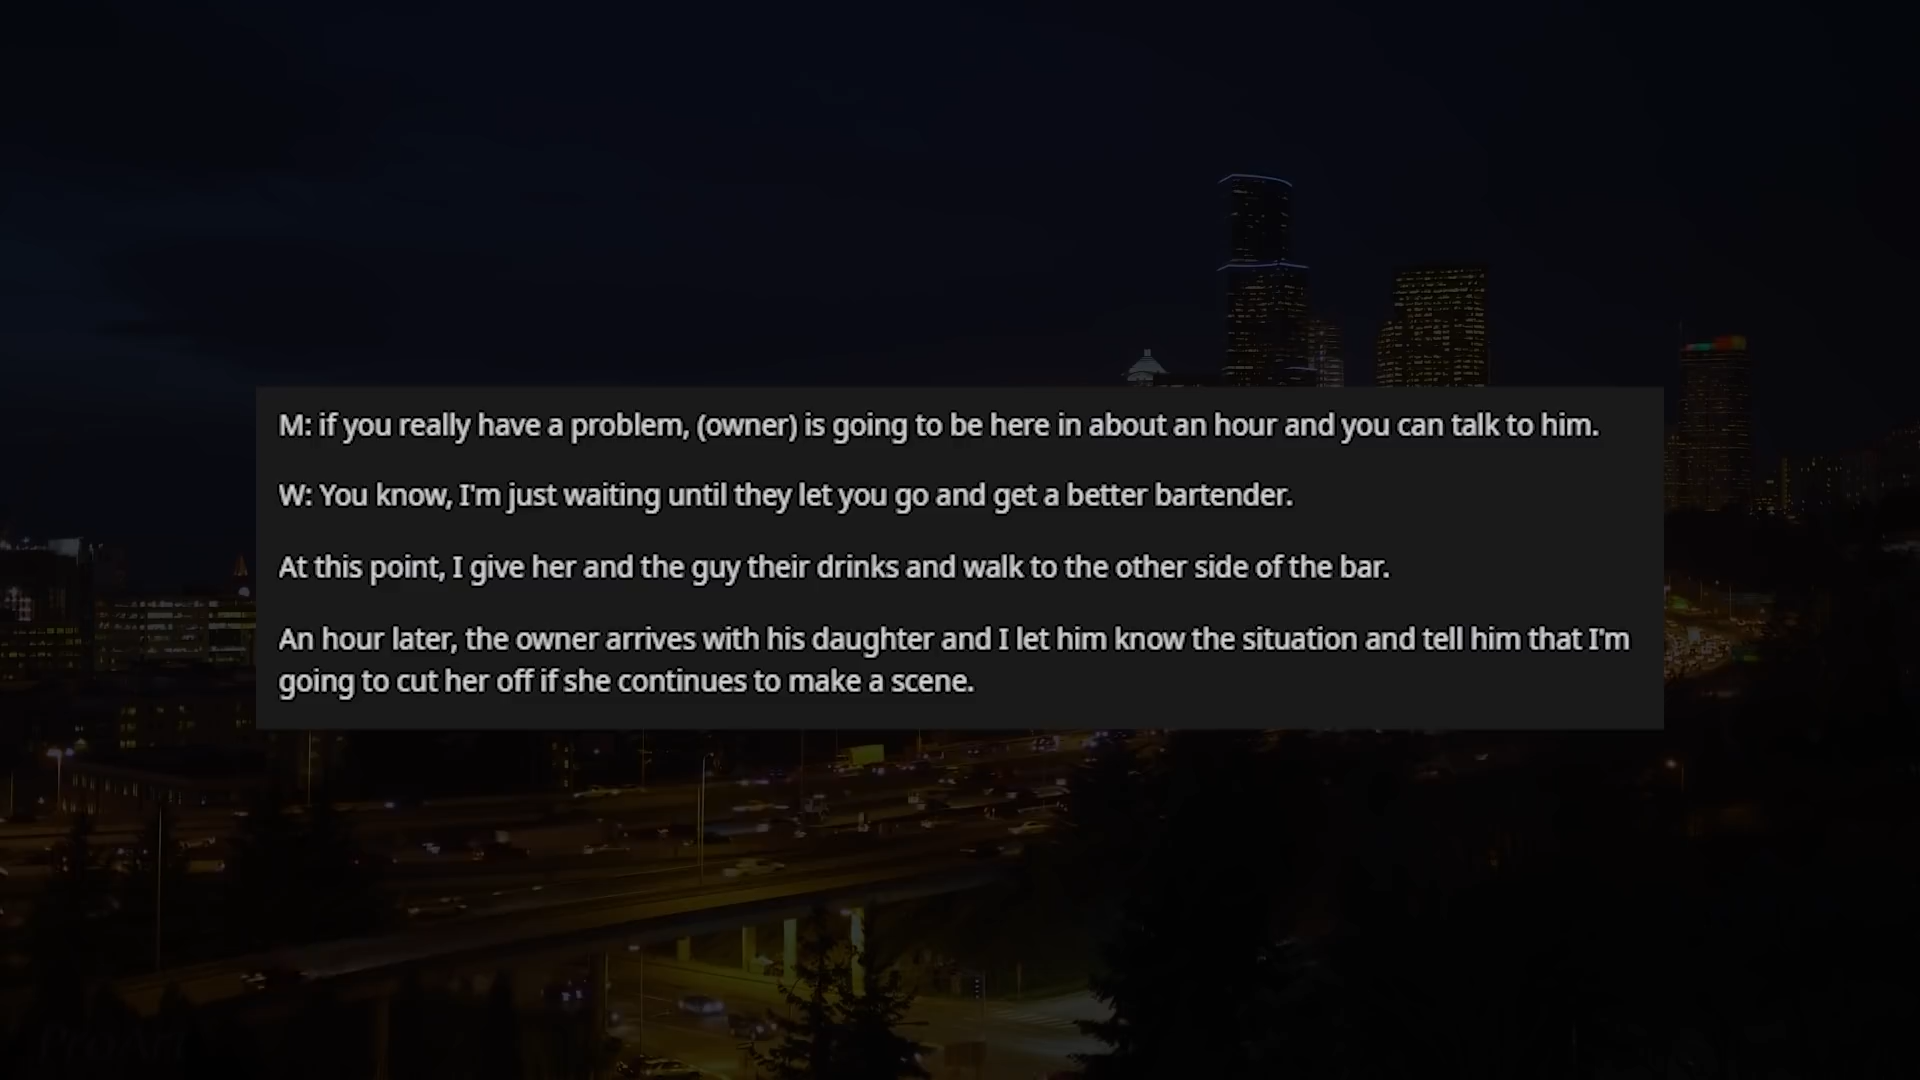 M: if you really have a problem, (owner) is going to be here in about an hour and you can talk to him.
W: You know, I'm just waiting until they let you go and get a better bartender.
At this point, I give her and the guy their drinks and walk to the other side of the bar.
An hour later, the owner arrives with his daughter and I let him know the situation and tell him that I'm
going to cut her off if she continues to make a scene.